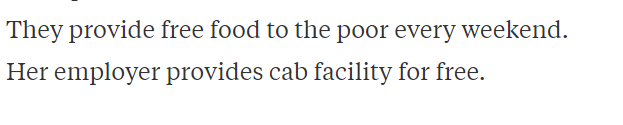 They provide free food to the poor every weekend.
Her employer provides cab facility for free.